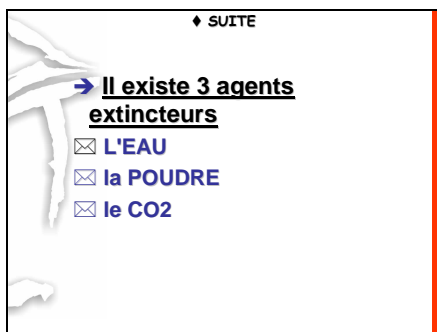 ♦ SUITE
➔ Il existe 3 agents
extincteurs
✉ L'EAU
✉ la POUDRE
✉ le CO2